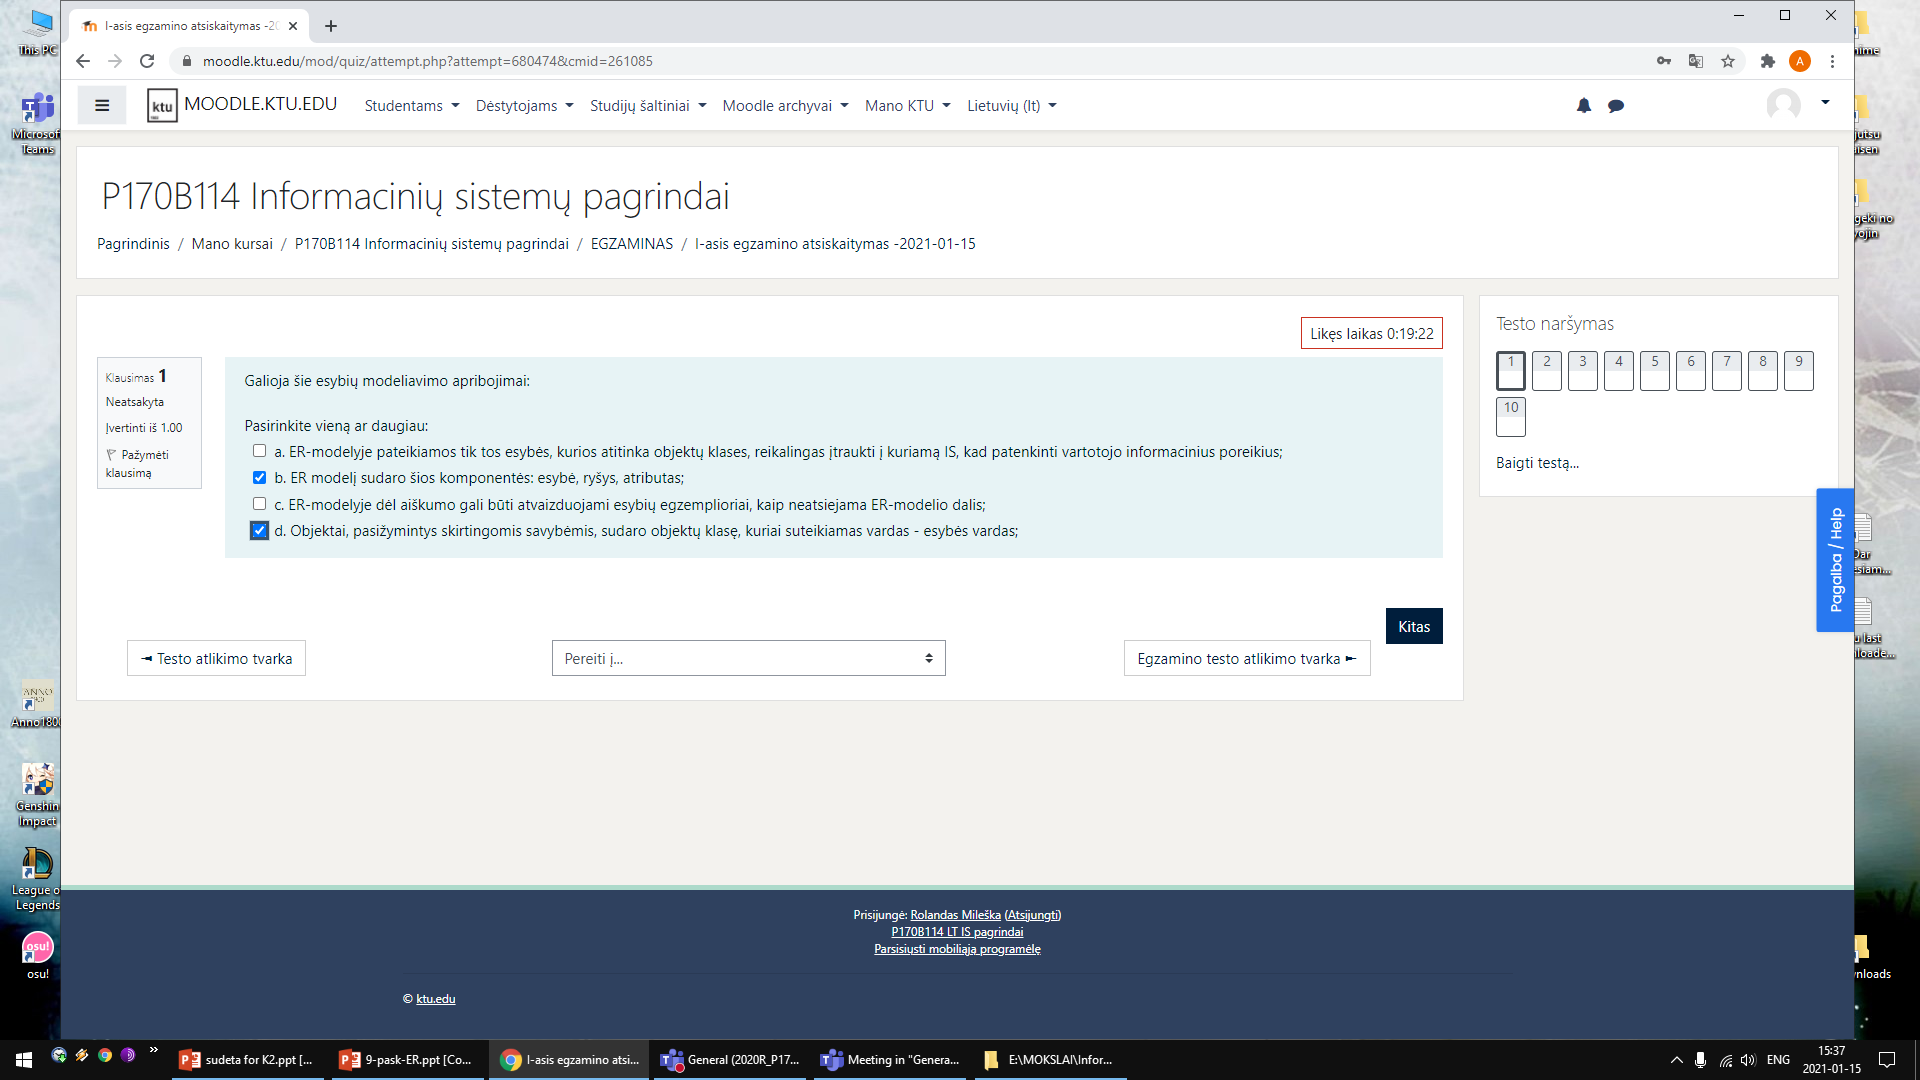 This PC
Microsof
Teams
Anno180
Genshin
Impact
League o
Legends
osu!
I-asis egzamino atsiskaitymas -20
moodle.ktu.edu/mod/quiz/attempt.php?attempt=680474&cmid=261085
A
ktu MOODLE.KTU.EDU Studentams Dėstytojams Studijų šaltiniai Moodle archyvai Mano KTU Lietuvių (lt)
P170B114 Informacinių sistemų pagrindai
Pagrindinis / Mano kursai / P170B114 Informacinių sistemų pagrindai / EGZAMINAS / I-asis egzamino atsiskaitymas -2021-01-15
Likęs laikas 0:19:22
Klausimas 1
Neatsakyta
Įvertinti iš 1.00
Pažymėti
klausimą
Galioja šie esybių modeliavimo apribojimai:
Pasirinkite vieną ar daugiau:
a. ER-modelyje pateikiamos tik tos esybės, kurios atitinka objektų klases, reikalingas įtraukti į kuriamą IS, kad patenkinti vartotojo informacinius poreikius;
b. ER modelį sudaro šios komponentės: esybė, ryšys, atributas;
c. ER-modelyje dėl aiškumo gali būti atvaizduojami esybių egzemplioriai, kaip neatsiejama ER-modelio dalis;
d. Objektai, pasižymintys skirtingomis savybėmis, sudaro objektų klasę, kuriai suteikiamas vardas - esybės vardas;
Kitas
◄ Testo atlikimo tvarka
Pereiti į...
Egzamino testo atlikimo tvarka ►
Testo naršymas
1 2 3 4 5 6 7 8 9
10
Baigti testą...
Pagalba / Help
Prisijungė: Rolandas Mileška (Atsijungti)
P170B114 LT IS pagrindai
Parsisiųsti mobiliąją programėlę
© ktu.edu
sudeta for K2.ppt [...
9-pask-ER.ppt [Co...
I-asis egzamino atsi...
General (2020R_P17...
Meeting in "Genera...
E:\MOKSLAI\Infor...
ENG
15:37
2021-01-15